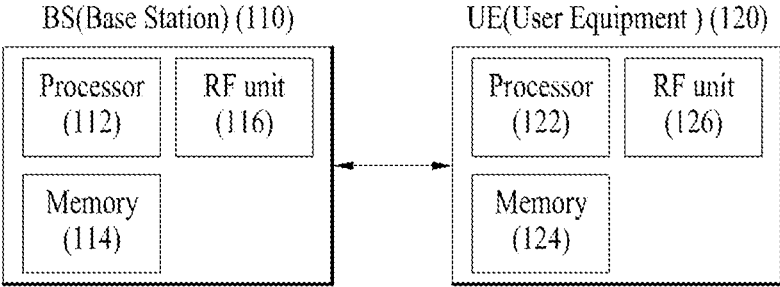 BS(Base Station) (110)
UE(User Equipment ) (120)
Processor
(112)
RF unit
(116)
Memory
(114)
Processor
(122)
RF unit
(126)
Memory
(124)